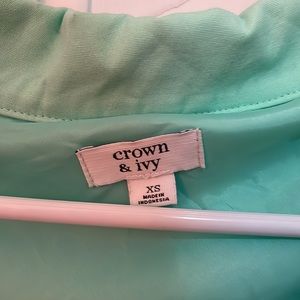 crown
& ivy
XS
MADE IN
INDONESIA